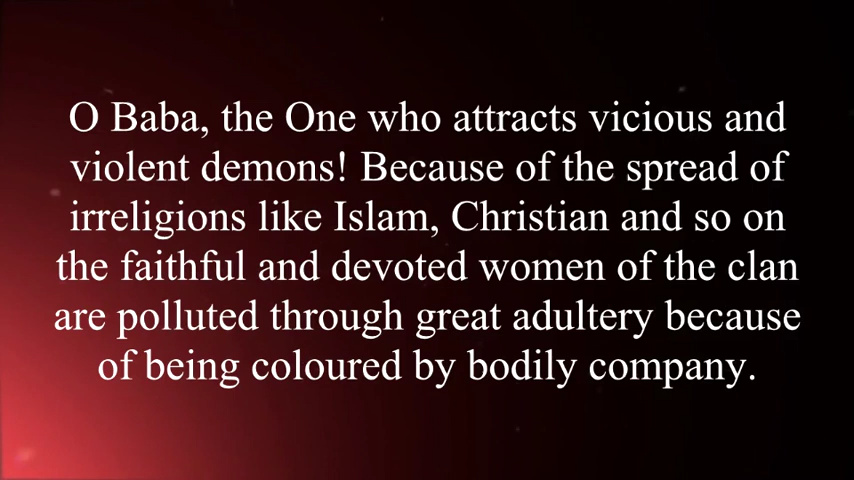 O Baba, the One who attracts vicious and
violent demons! Because of the spread of
irreligions like Islam, Christian and so on
the faithful and devoted women of the clan
are polluted through great adultery because
of being coloured by bodily company.